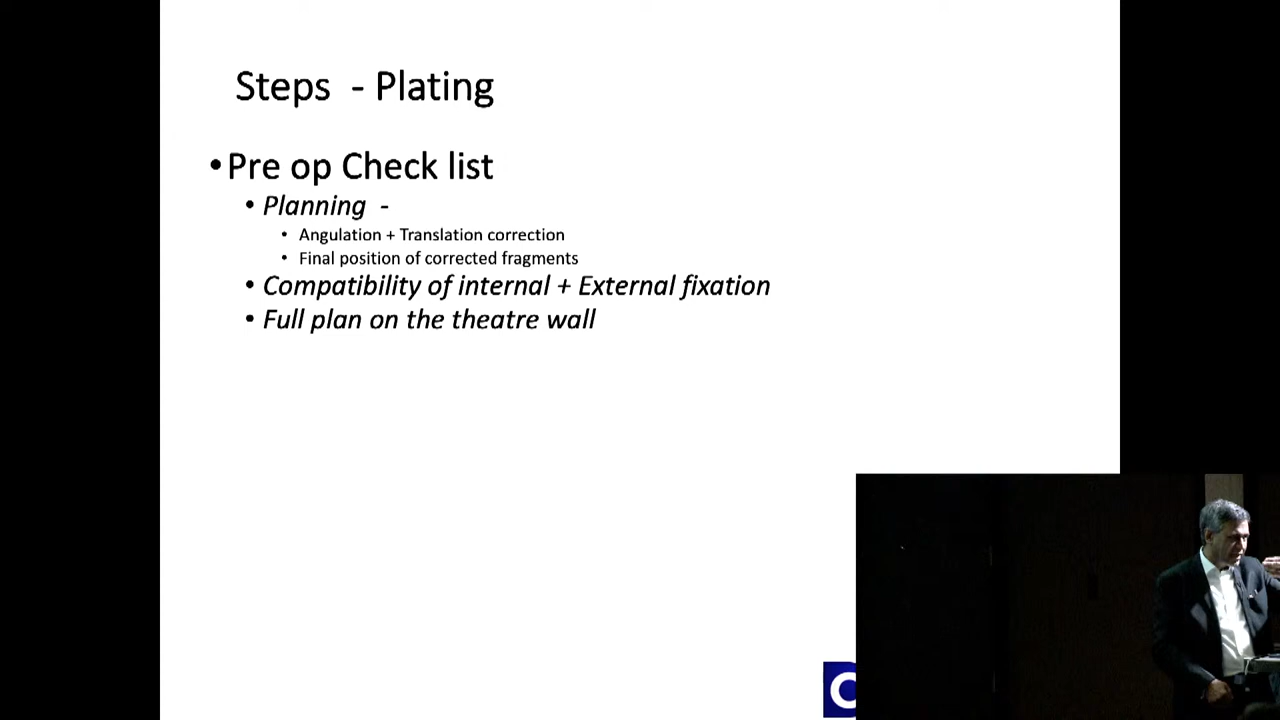 Steps - Plating
•Pre op Check list
• Planning -
• Angulation + Translation correction
• Final position of corrected fragments
• Compatibility of internal + External fixation
• Full plan on the theatre wall